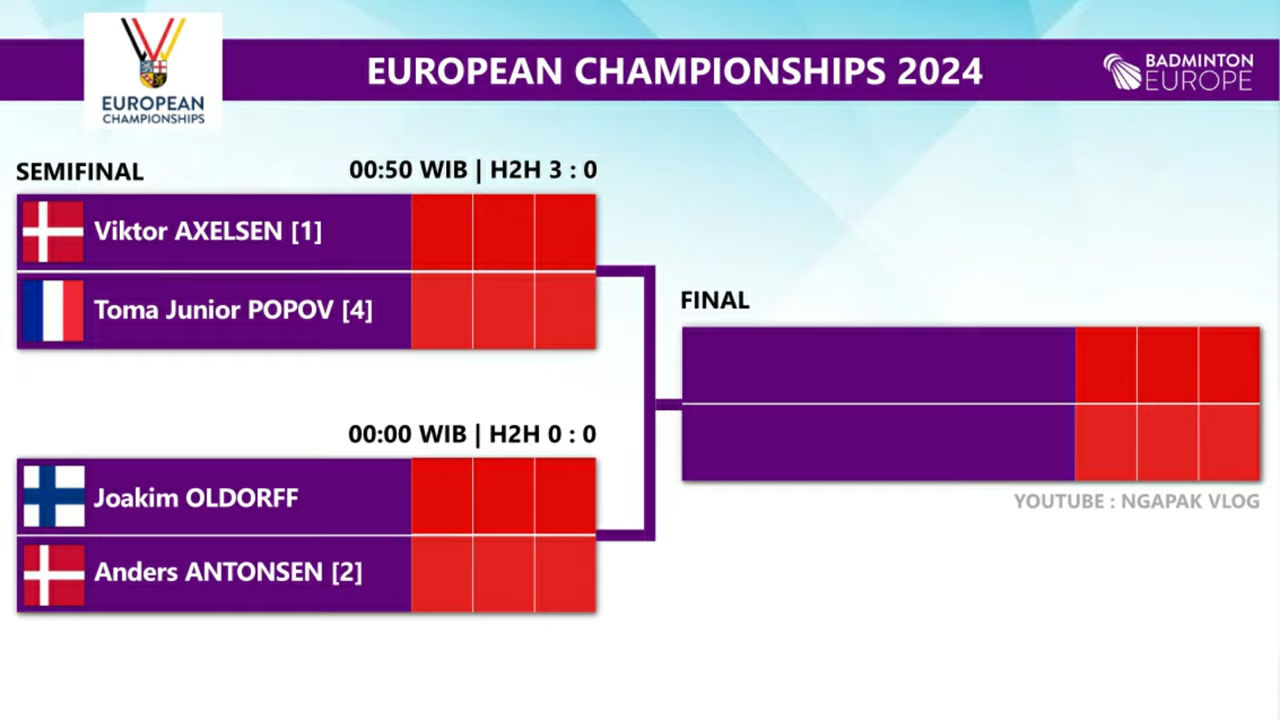 EUROPEAN CHAMPIONSHIPS 2024
EUROPEAN
CHAMPIONSHIPS
BADMINTON
EUROPE
SEMIFINAL
00:50 WIB | H2H 3 : 0
Viktor AXELSEN [1]
Toma Junior POPOV [4]
00:00 WIB | H2H 0 : 0
Joakim OLDORFF
Anders ANTONSEN [2]
FINAL
YOUTUBE : NGAPAK VLOG